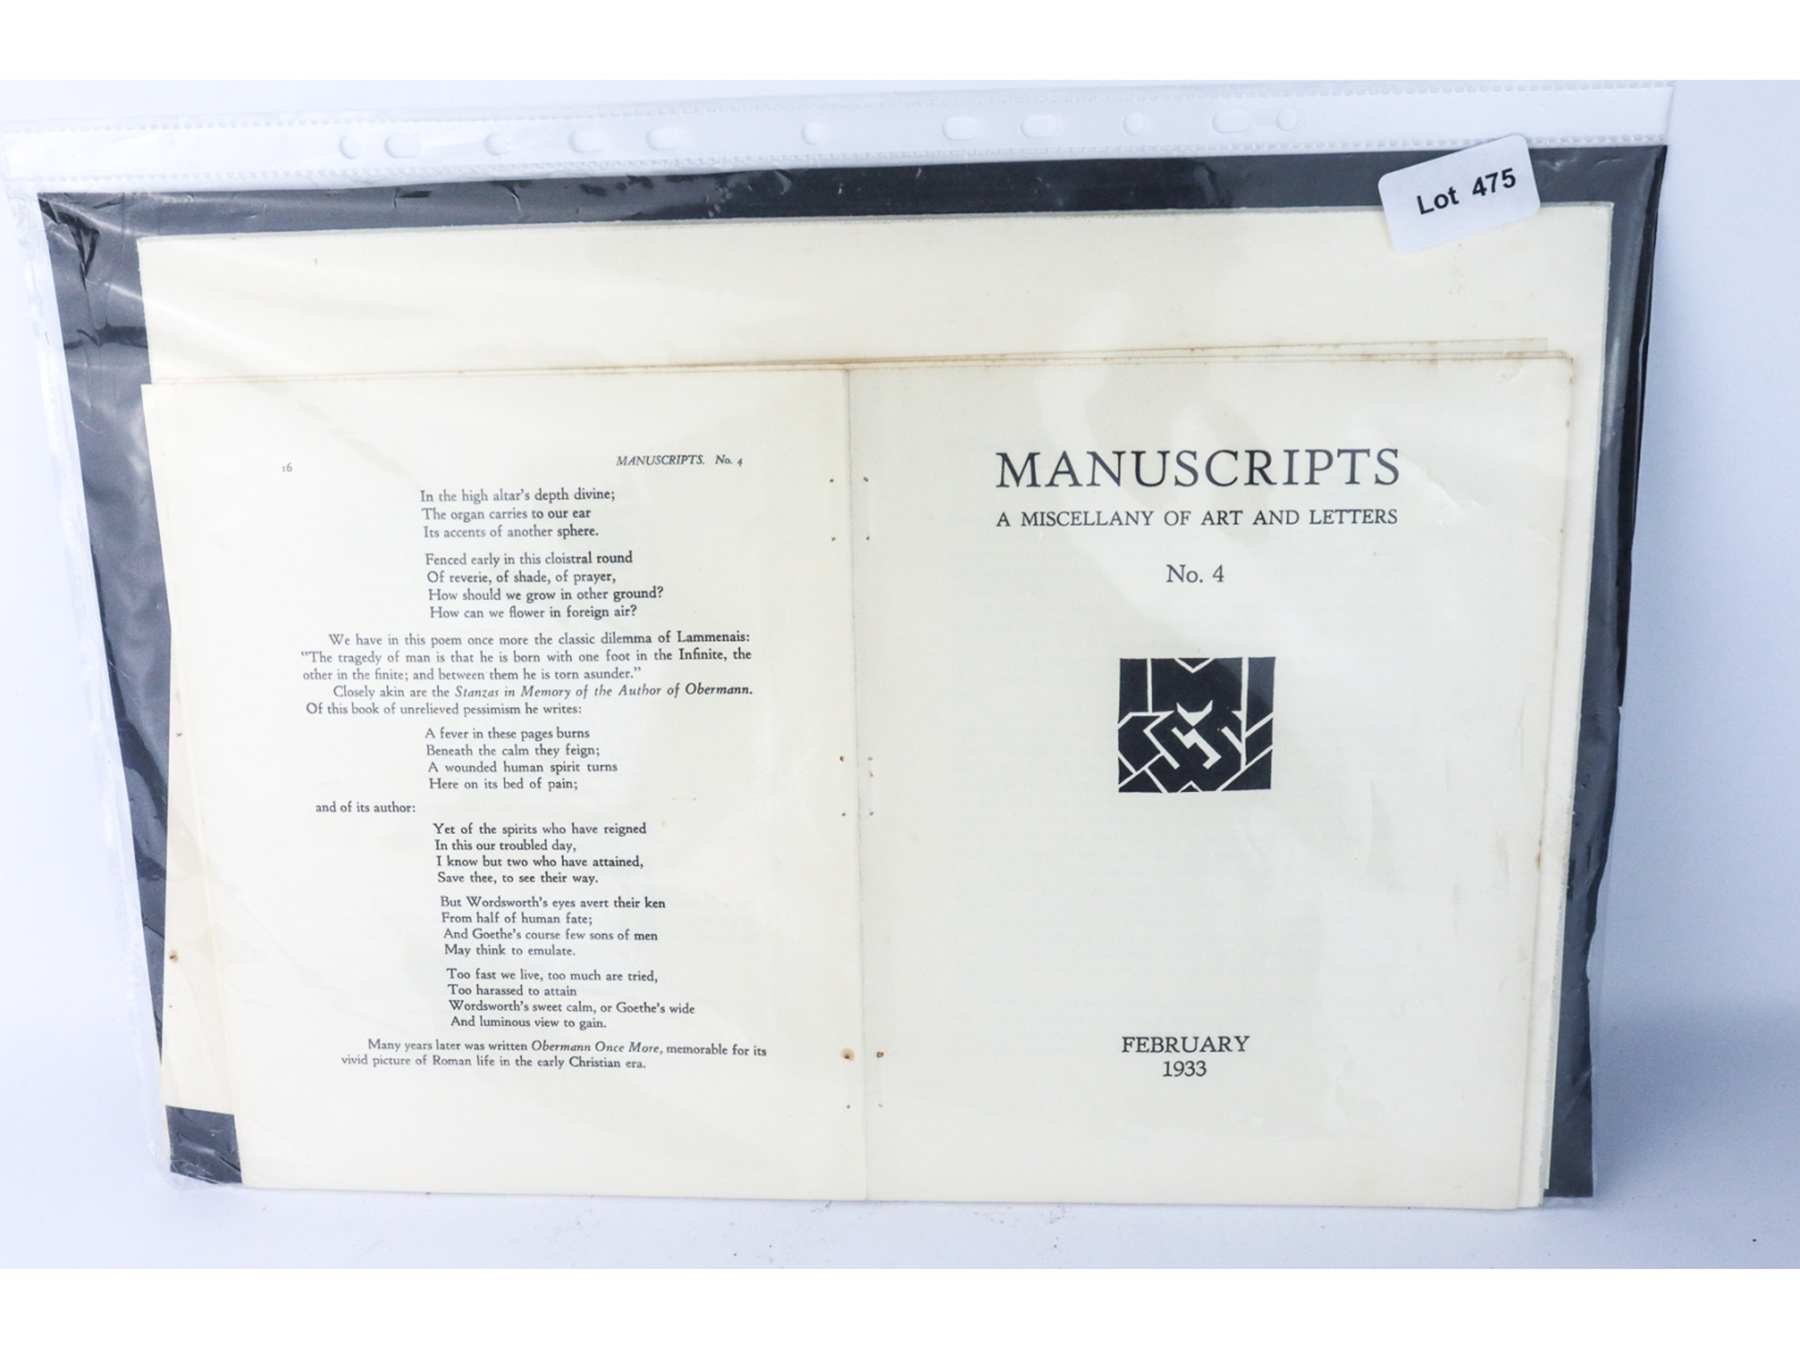 Lot 475
16 MANUSCRIPTS. No. 4
In the high altar's depth divine;
The organ carries to our ear
Its accents of another sphere.
Fenced early in this cloistral round
Of reverie, of shade, of prayer,
How should we grow in other ground?
How can we flower in foreign air?
We have in this poem once more the classic dilemma of Lammenais:
"The tragedy of man is that he is born with one foot in the Infinite, the
other in the finite; and between them he is torn asunder."
Closely akin are the Stanzas in Memory of the Author of Obermann.
Of this book of unrelieved pessimism he writes:
A fever in these pages burns
Beneath the calm they feign;
A wounded human spirit turns
Here on its bed of pain;
and of its author:
Yet of the spirits who have reigned
In this our troubled day,
I know but two who have attained,
Save thee, to see their way.
But Wordsworth's eyes avert their ken
From half of human fate;
And Goethe's course few sons of men
May think to emulate.
Too fast we live, too much are tried,
Too harassed to attain
Wordsworth's sweet calm, or Goethe's wide
And luminous view to gain.
Many years later was written Obermann Once More, memorable for its
vivid picture of Roman life in the early Christian era.
MANUSCRIPTS
A MISCELLANY OF ART AND LETTERS
No. 4
FEBRUARY
1933